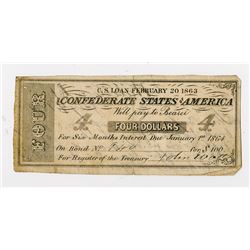 C.S. LOAN FEBRUARY 20 1863
FOUR
CONFEDERATE STATES AMERICA
Will pay to Bearer
4 FOUR DOLLARS 4
For Six Months Interest Due January 1st 1864
On Bond No. For $100
For Register of the Treasury